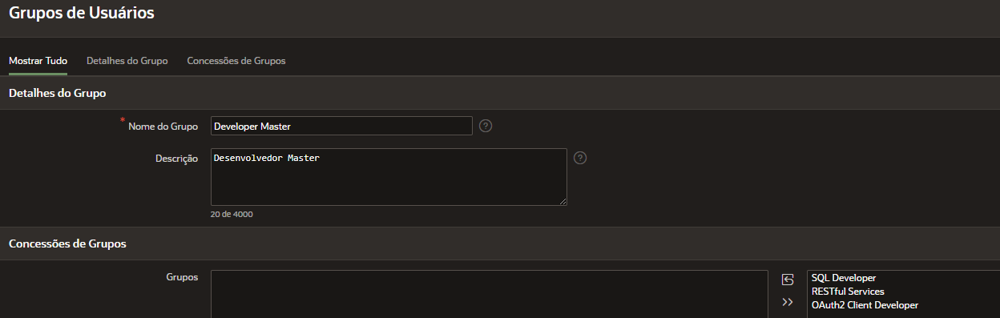 Grupos de Usuários
Mostrar Tudo Detalhes do Grupo Concessões de Grupos
Detalhes do Grupo
* Nome do Grupo Developer Master ?
Descrição Desenvolvedor Master ?
20 de 4000
Concessões de Grupos
Grupos SQL Developer
RESTful Services
OAuth2 Client Developer